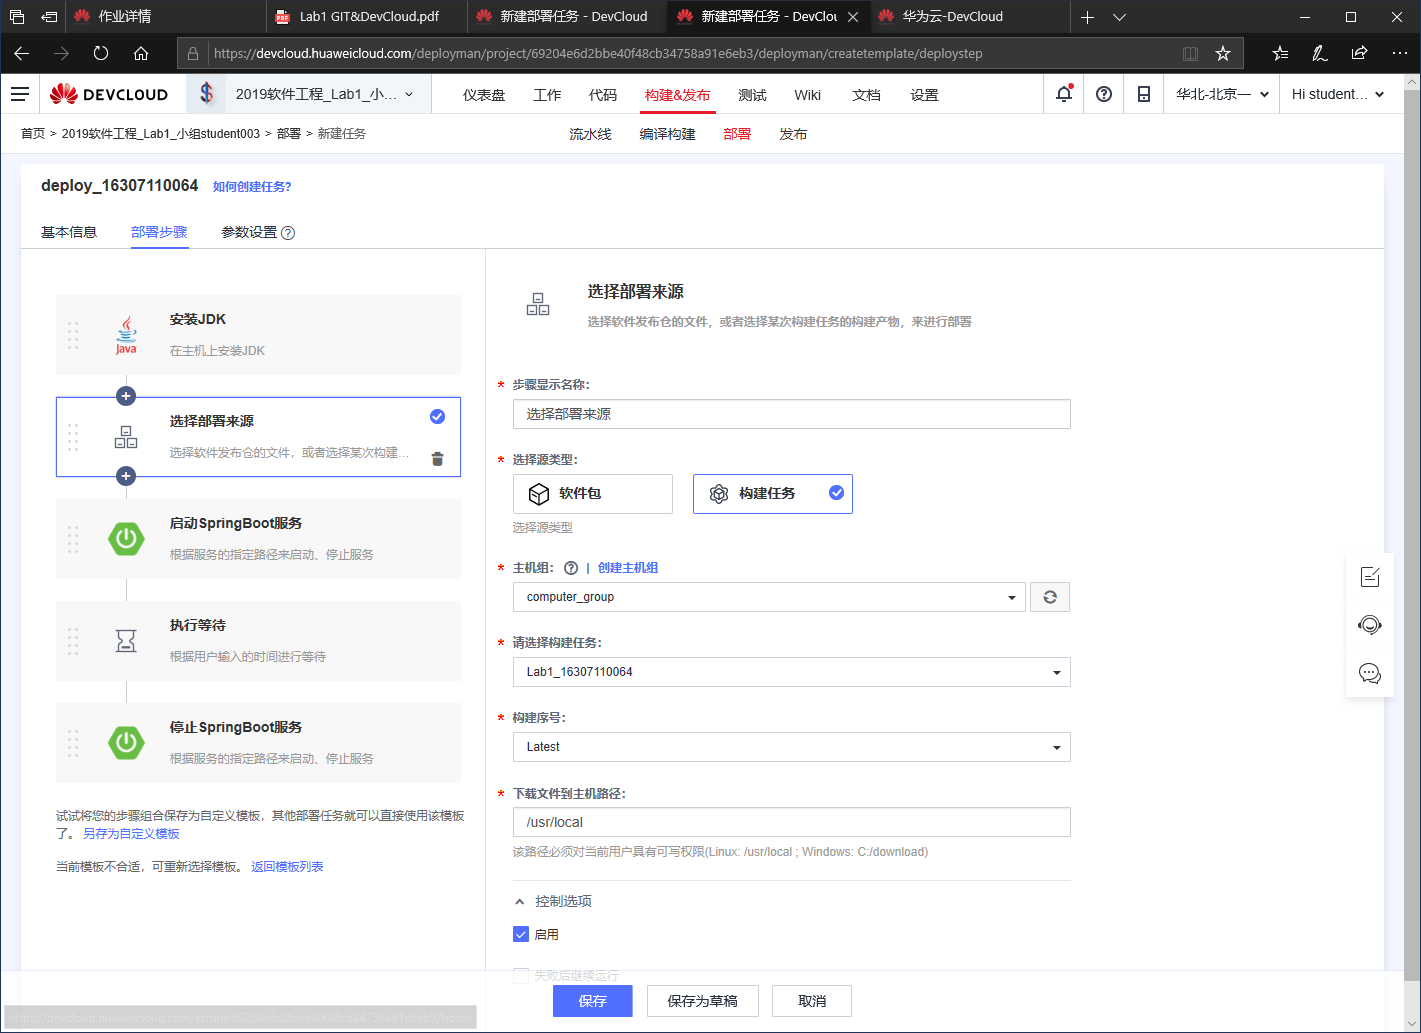 作业详情
Lab1 GIT&DevCloud.pdf
新建部署任务 - DevCloud
新建部署任务 - DevClou
华为云-DevCloud
https://devcloud.huaweicloud.com/deployman/project/69204e6d2bbe40f48cb34758a91e6eb3/deployman/createtemplate/deploystep
DEVCLOUD
2019软件工程_Lab1_小...
仪表盘
工作
代码
构建&发布
测试
Wiki
文档
设置
华北-北京一
Hi student...
首页 > 2019软件工程_Lab1_小组student003 > 部署 > 新建任务
流水线
编译构建
部署
发布
deploy_16307110064
如何创建任务?
基本信息
部署步骤
参数设置
Java
安装JDK
在主机上安装JDK
选择部署来源
选择软件发布仓的文件，或者选择某次构建...
启动SpringBoot服务
根据服务的指定路径来启动、停止服务
执行等待
根据用户输入的时间进行等待
停止SpringBoot服务
根据服务的指定路径来启动、停止服务
试试将您的步骤组合保存为自定义模板，其他部署任务就可以直接使用该模板
了。 另存为自定义模板
当前模板不合适，可重新选择模板。 返回模板列表
选择部署来源
选择软件发布仓的文件，或者选择某次构建任务的构建产物，来进行部署
* 步骤显示名称：
选择部署来源
* 选择源类型：
软件包
构建任务
选择源类型
* 主机组： | 创建主机组
computer_group
* 请选择构建任务：
Lab1_16307110064
* 构建序号：
Latest
* 下载文件到主机路径：
/usr/local
该路径必须对当前用户具有可写权限(Linux: /usr/local ; Windows: C:/download)
控制选项
启用
失败后继续运行
保存
保存为草稿
取消
https://devcloud.huaweicloud.com/scrum/69204e6d2bbe40f48cb34758a91e6eb3/home